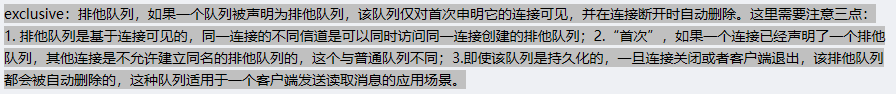 exclusive：排他队列，如果一个队列被声明为排他队列，该队列仅对首次申明它的连接可见，并在连接断开时自动删除。这里需要注意三点：
1. 排他队列是基于连接可见的，同一连接的不同信道是可以同时访问同一连接创建的排他队列；2.“首次”，如果一个连接已经声明了一个排他
队列，其他连接是不允许建立同名的排他队列的，这个与普通队列不同；3.即使该队列是持久化的，一旦连接关闭或者客户端退出，该排他队列
都会被自动删除的，这种队列适用于一个客户端发送读取消息的应用场景。